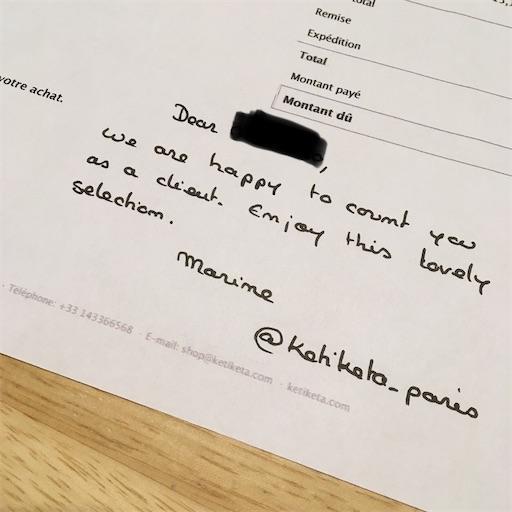 Remise
Expédition
Total
Montant payé
Montant dû
votre achat.
Dear ,
we are happy to count you
as a client. Enjoy this lovely
selection.
Marine
@Ketiketa_paris
· Téléphone: +33 143366568 · E-mail: shop@ketiketa.com · ketiketa.com